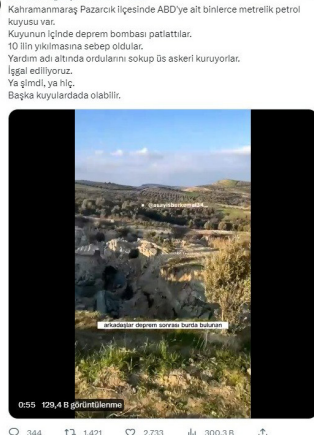 Kahramanmaraş Pazarcık ilçesinde ABD'ye ait binlerce metrelik petrol
kuyusu var.
Kuyunun içinde deprem bombası patlattılar.
10 ilin yıkılmasına sebep oldular.
Yardım adı altında ordularını sokup üs askeri kuruyorlar.
İşgal ediliyoruz.
Ya şimdi, ya hiç.
Başka kuyulardada olabilir.
arkadaşlar deprem sonrası burda bulunan
0:55 129,4 B görüntülenme
344 1.421 2.733 300,3 B